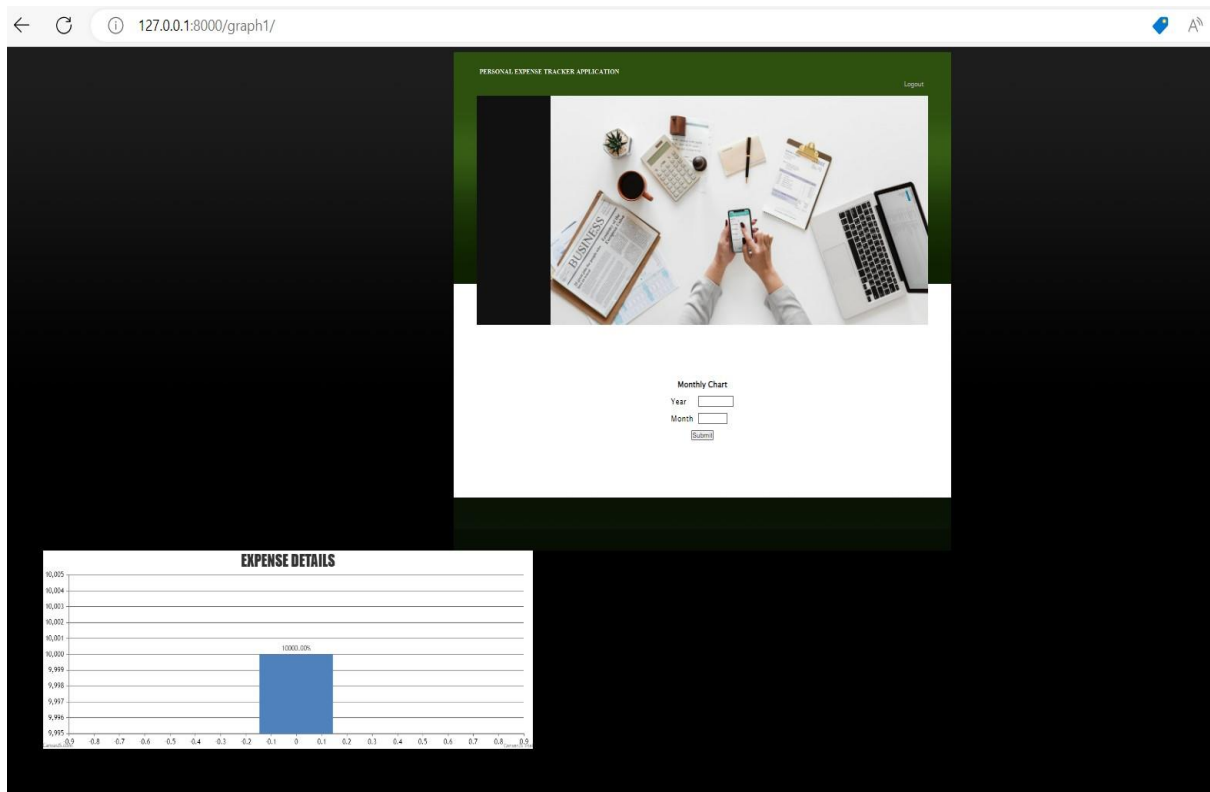 127.0.0.1:8000/graph1/
PERSONAL EXPENSE TRACKER APPLICATION
Logout
BUSINESS
Monthly Chart
Year
Month
Submit
EXPENSE DETAILS
10,005
10,004
10,003
10,002
10,001
10,000
10000.00%
9,999
9,998
9,997
9,996
9,995
-0.9 -0.8 -0.7 -0.6 -0.5 -0.4 -0.3 -0.2 -0.1 0 0.1 0.2 0.3 0.4 0.5 0.6 0.7 0.8 0.9